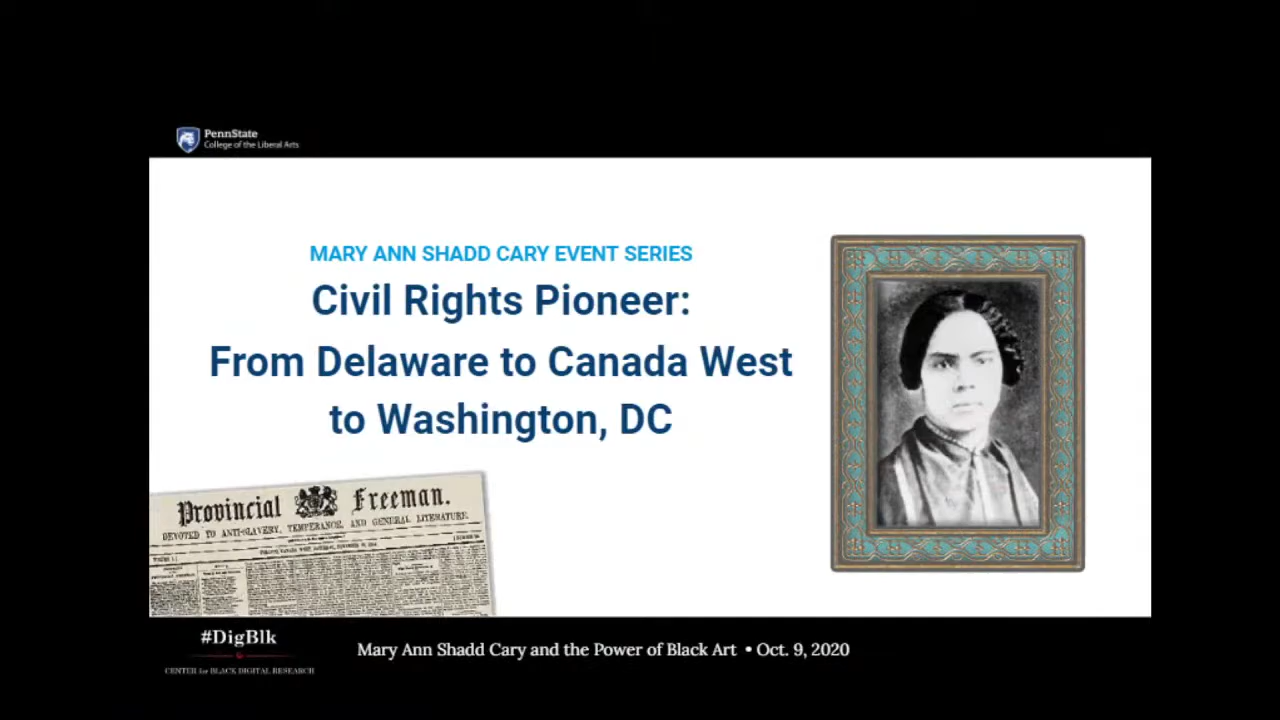 PennState
College of the Liberal Arts
MARY ANN SHADD CARY EVENT SERIES
Civil Rights Pioneer:
From Delaware to Canada West
to Washington, DC
Provincial Freeman.
DEVOTED TO ANTI-SLAVERY, TEMPERANCE, AND GENERAL LITERATURE.
#DigBlk
CENTER for BLACK DIGITAL RESEARCH
Mary Ann Shadd Cary and the Power of Black Art • Oct. 9, 2020